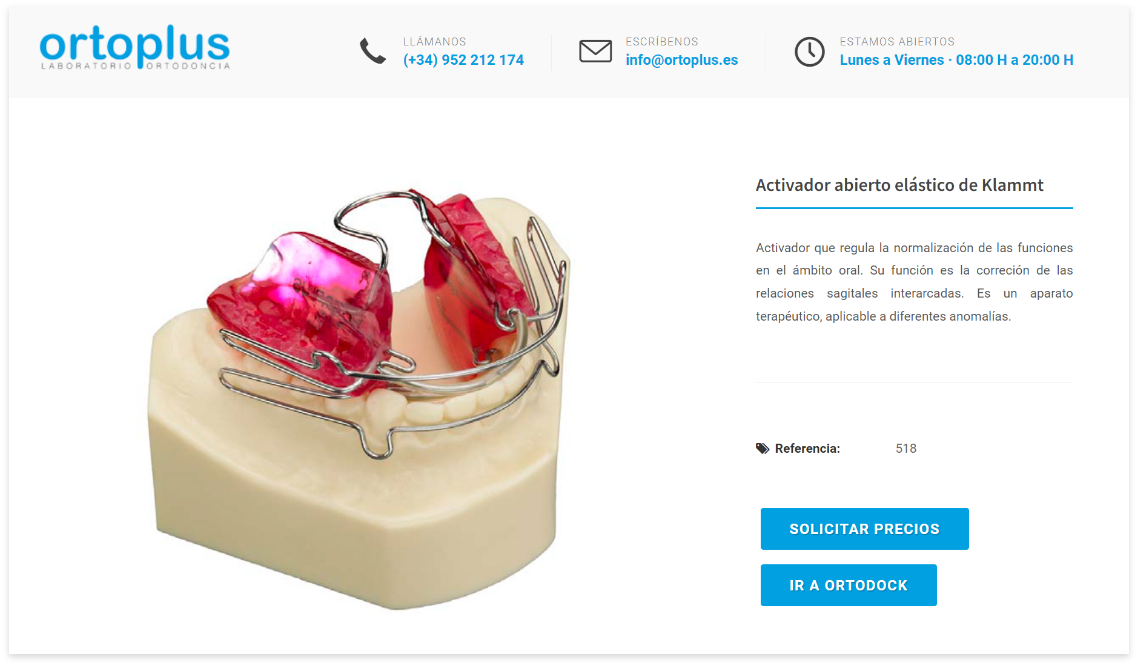 ortoplus
LABORATORIO ORTODONCIA
LLÁMANOS
(+34) 952 212 174
ESCRÍBENOS
info@ortoplus.es
ESTAMOS ABIERTOS
Lunes a Viernes · 08:00 H a 20:00 H
Activador abierto elástico de Klammt
Activador que regula la normalización de las funciones
en el ámbito oral. Su función es la correción de las
relaciones sagitales interarcadas. Es un aparato
terapéutico, aplicable a diferentes anomalías.
Referencia: 518
SOLICITAR PRECIOS
IR A ORTODOCK